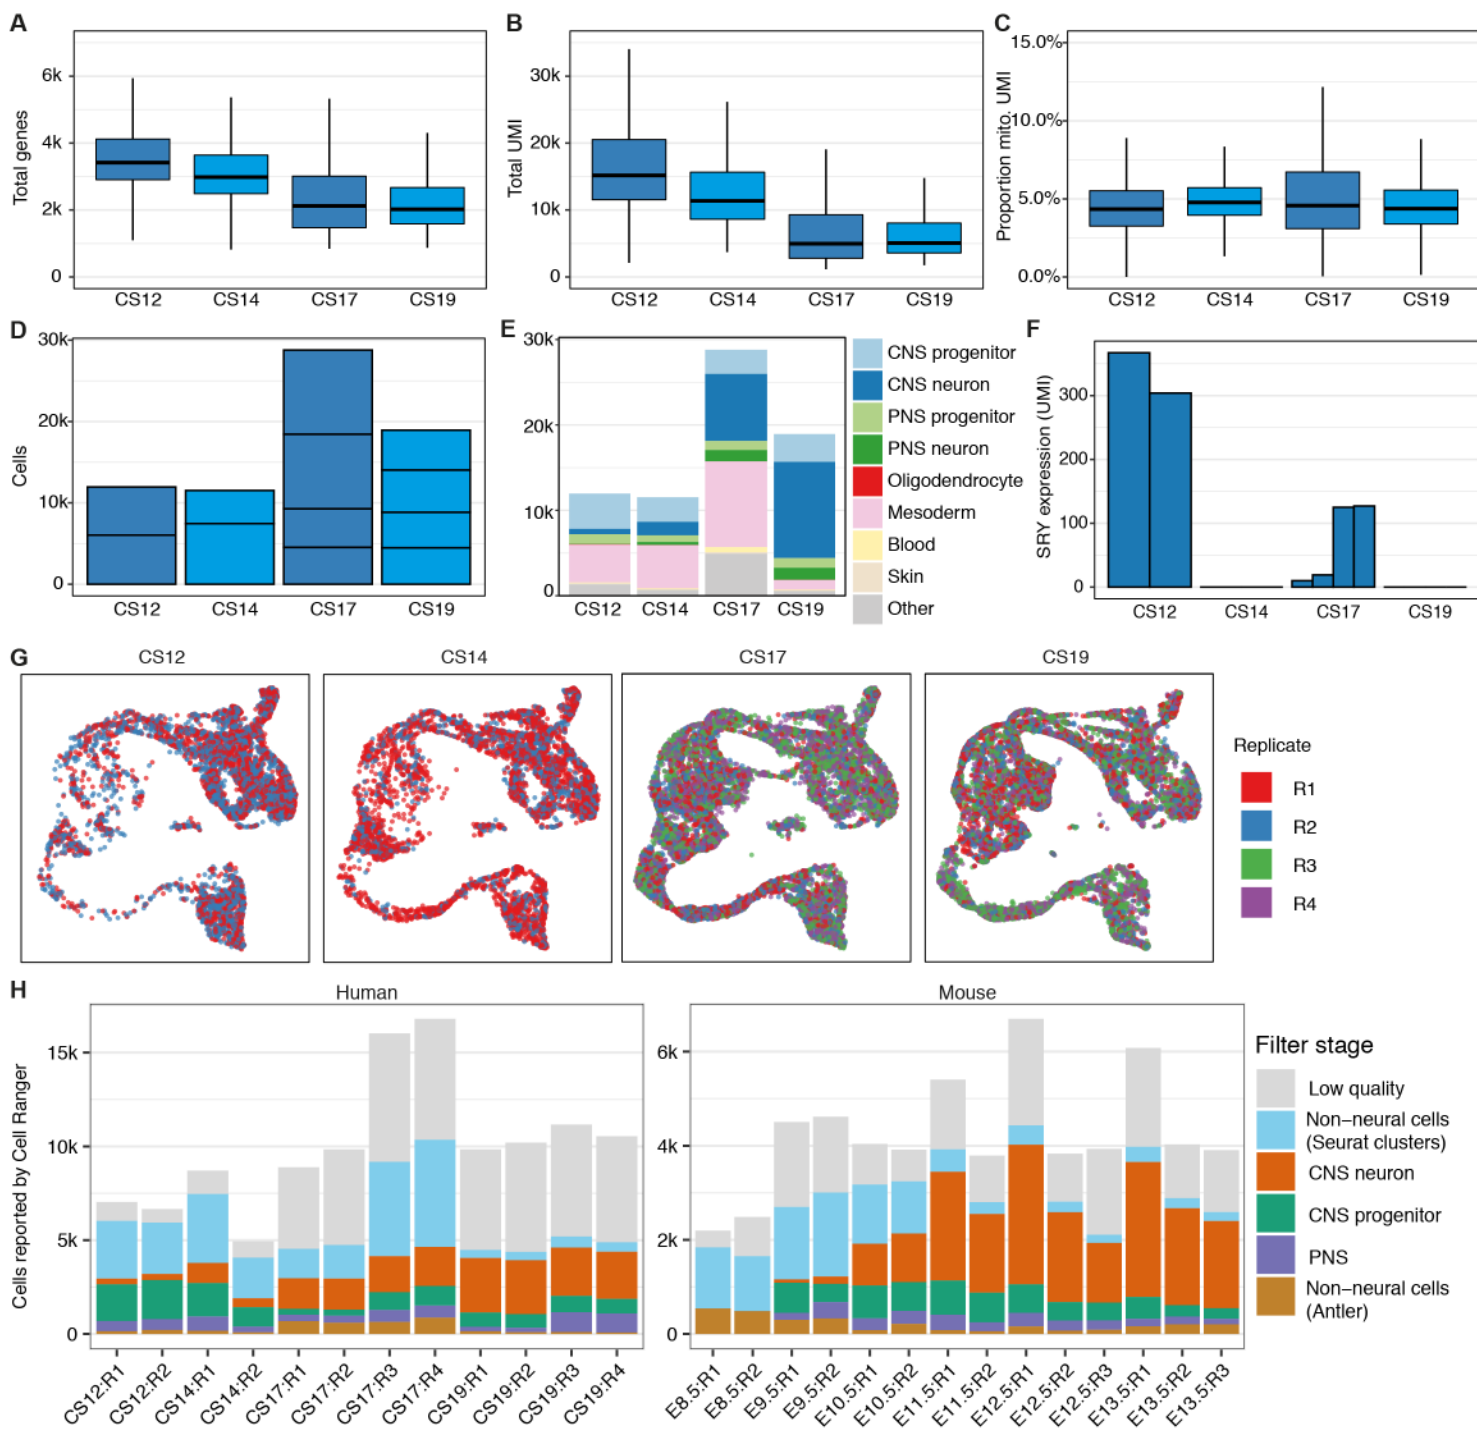 A
Total genes
6k
4k
2k
0
CS12
CS14
CS17
CS19
B
Total UMI
30k
20k
10k
0
CS12
CS14
CS17
CS19
C
Proportion mito. UMI
15.0%
10.0%
5.0%
0.0%
CS12
CS14
CS17
CS19
D
Cells
30k
20k
10k
0
CS12
CS14
CS17
CS19
E
30k
20k
10k
0
CS12
CS14
CS17
CS19
CNS progenitor
CNS neuron
PNS progenitor
PNS neuron
Oligodendrocyte
Mesoderm
Blood
Skin
Other
F
SRY expression (UMI)
300
200
100
0
CS12
CS14
CS17
CS19
G
CS12
CS14
CS17
CS19
Replicate
R1
R2
R3
R4
H
Human
Cells reported by Cell Ranger
15k
10k
5k
0
CS12:R1
CS12:R2
CS14:R1
CS14:R2
CS17:R1
CS17:R2
CS17:R3
CS17:R4
CS19:R1
CS19:R2
CS19:R3
CS19:R4
Mouse
6k
4k
2k
0
E8.5:R1
E8.5:R2
E9.5:R1
E9.5:R2
E10.5:R1
E10.5:R2
E11.5:R1
E11.5:R2
E12.5:R1
E12.5:R2
E12.5:R3
E13.5:R1
E13.5:R2
E13.5:R3
Filter stage
Low quality
Non−neural cells
(Seurat clusters)
CNS neuron
CNS progenitor
PNS
Non−neural cells
(Antler)